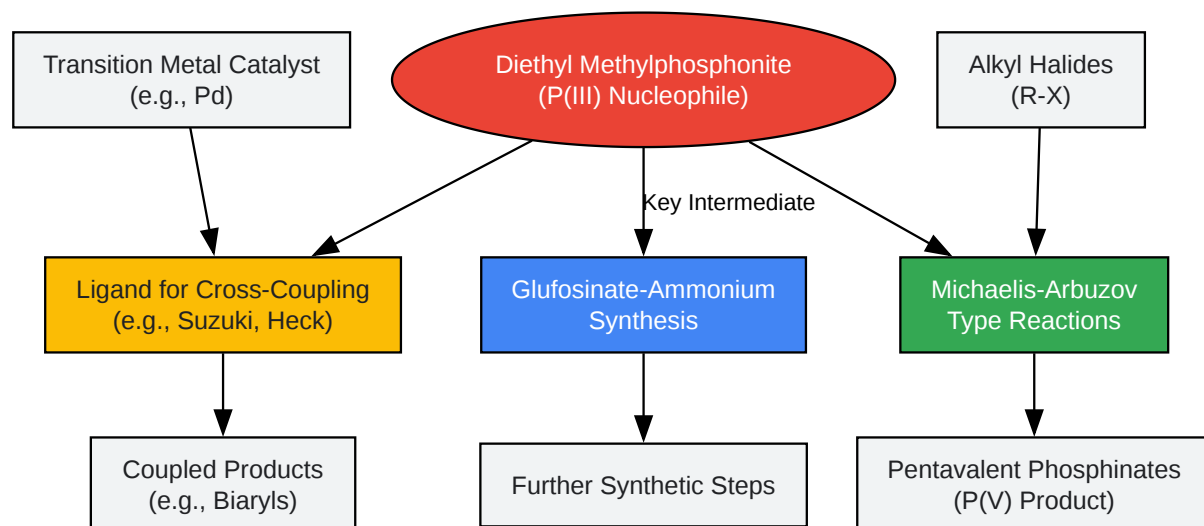 Transition Metal Catalyst
(e.g., Pd)
Diethyl Methylphosphonite
(P(III) Nucleophile)
Alkyl Halides
(R-X)
Key Intermediate
Ligand for Cross-Coupling
(e.g., Suzuki, Heck)
Glufosinate-Ammonium
Synthesis
Michaelis-Arbuzov
Type Reactions
Coupled Products
(e.g., Biaryls)
Further Synthetic Steps
Pentavalent Phosphinates
(P(V) Product)